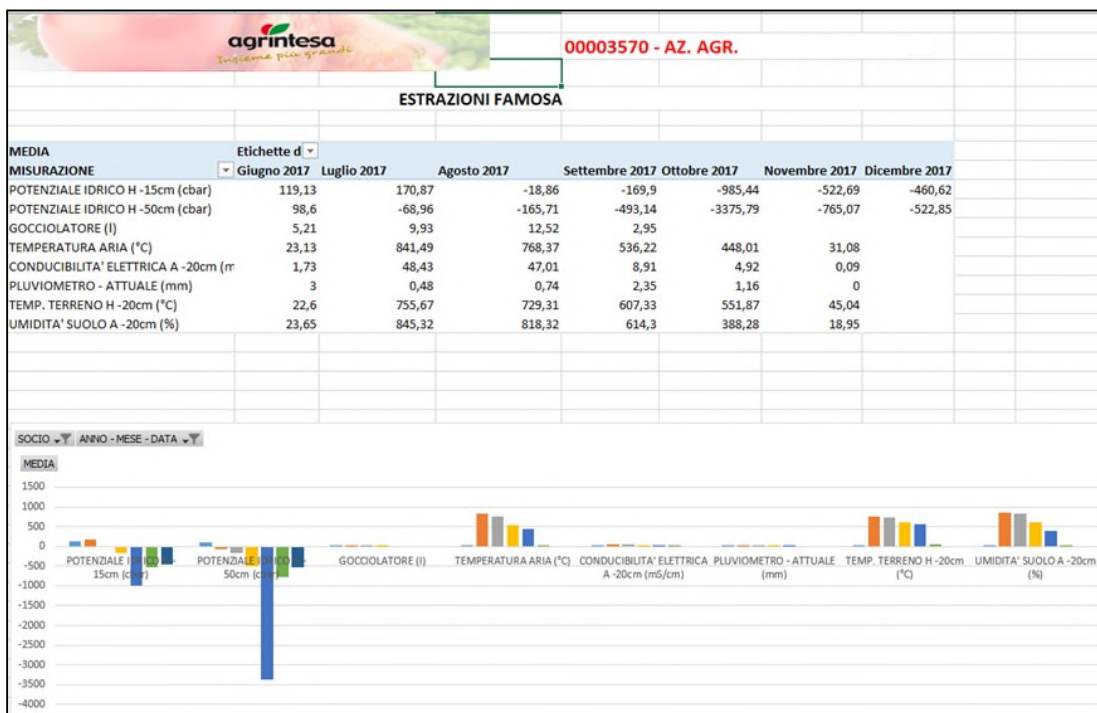 agrintesa
Insieme più grandi
00003570 - AZ. AGR.
ESTRAZIONI FAMOSA
MEDIA Etichette d
MISURAZIONE Giugno 2017 Luglio 2017 Agosto 2017 Settembre 2017 Ottobre 2017 Novembre 2017 Dicembre 2017
POTENZIALE IDRICO H -15cm (cbar) 119,13 170,87 -18,86 -169,9 -985,44 -522,69 -460,62
POTENZIALE IDRICO H -50cm (cbar) 98,6 -68,96 -165,71 -493,14 -3375,79 -765,07 -522,85
GOCCIOLATORE (l) 5,21 9,93 12,52 2,95
TEMPERATURA ARIA (°C) 23,13 841,49 768,37 536,22 448,01 31,08
CONDUCIBILITA' ELETTRICA A -20cm (m 1,73 48,43 47,01 8,91 4,92 0,09
PLUVIOMETRO - ATTUALE (mm) 3 0,48 0,74 2,35 1,16 0
TEMP. TERRENO H -20cm (°C) 22,6 755,67 729,31 607,33 551,87 45,04
UMIDITA' SUOLO A -20cm (%) 23,65 845,32 818,32 614,3 388,28 18,95
SOCIO ANNO - MESE - DATA
MEDIA
1500
1000
500
0
POTENZIALE IDRICO 15cm (cbar) POTENZIALE IDRICO 50cm (cbar) GOCCIOLATORE (l) TEMPERATURA ARIA (°C) CONDUCIBILITA' ELETTRICA A -20cm (mS/cm) PLUVIOMETRO - ATTUALE (mm) TEMP. TERRENO H -20cm (°C) UMIDITA' SUOLO A -20cm (%)
-500
-1000
-1500
-2000
-2500
-3000
-3500
-4000